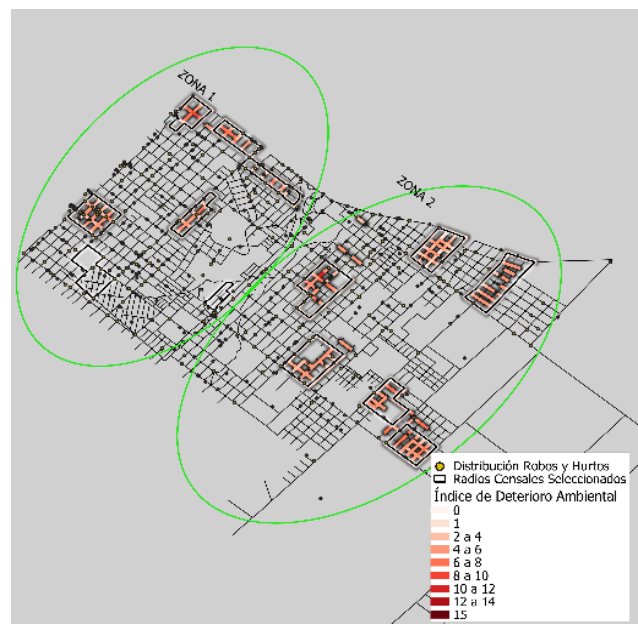 ZONA 1
ZONA 2
Distribución Robos y Hurtos
Radios Censales Seleccionados
Índice de Deterioro Ambiental
0
1
2 a 4
4 a 6
6 a 8
8 a 10
10 a 12
12 a 14
15